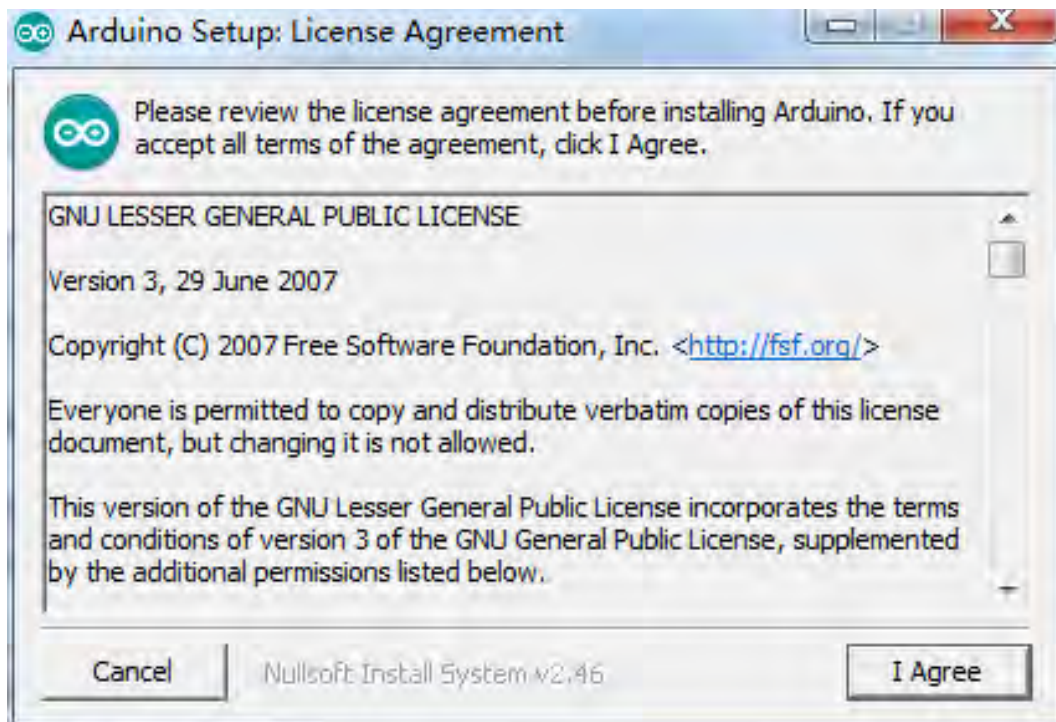 Arduino Setup: License Agreement
Please review the license agreement before installing Arduino. If you
accept all terms of the agreement, click I Agree.
GNU LESSER GENERAL PUBLIC LICENSE
Version 3, 29 June 2007
Copyright (C) 2007 Free Software Foundation, Inc. <http://fsf.org/>
Everyone is permitted to copy and distribute verbatim copies of this license
document, but changing it is not allowed.
This version of the GNU Lesser General Public License incorporates the terms
and conditions of version 3 of the GNU General Public License, supplemented
by the additional permissions listed below.
Cancel
Nullsoft Install System v2.46
I Agree